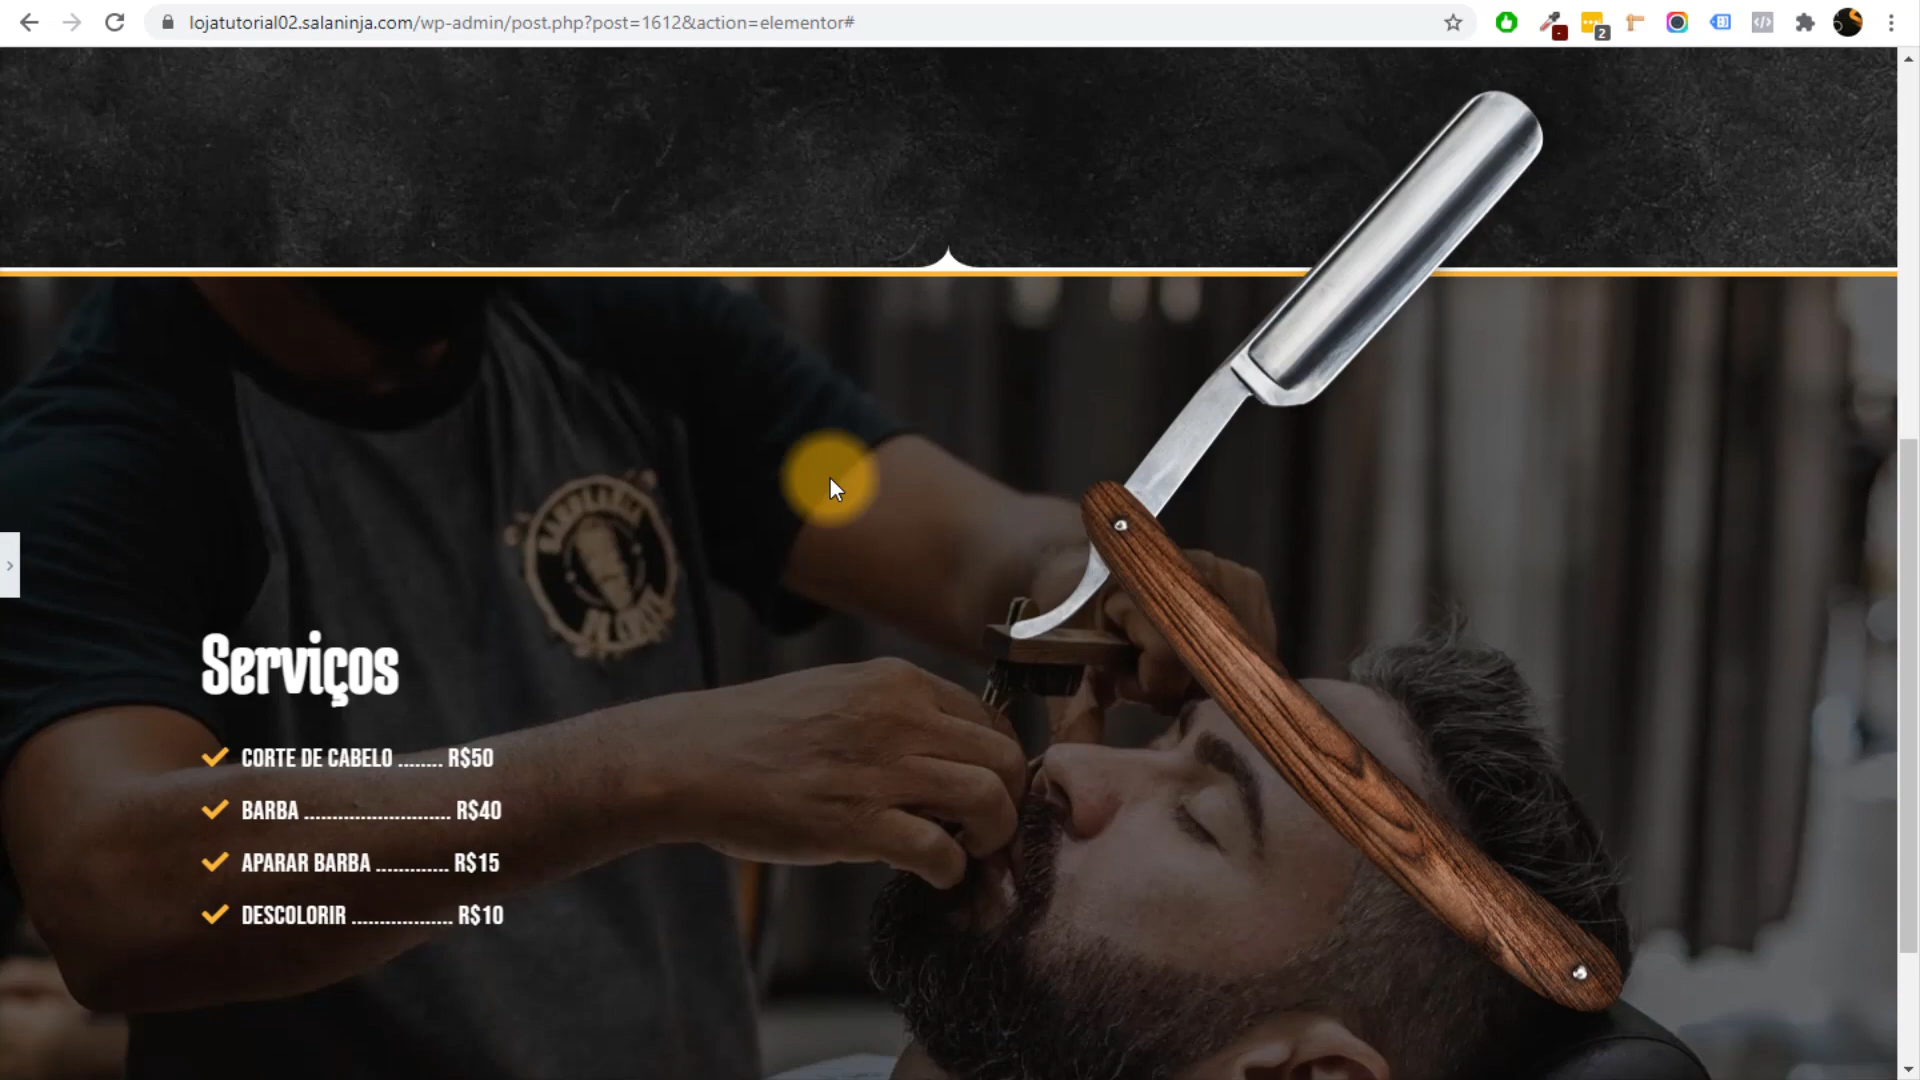 lojatutorial02.salaninja.com/wp-admin/post.php?post=1612&action=elementor#
2
Serviços
CORTE DE CABELO ........ R$50
BARBA .......................... R$40
APARAR BARBA ............. R$15
DESCOLORIR .................. R$10